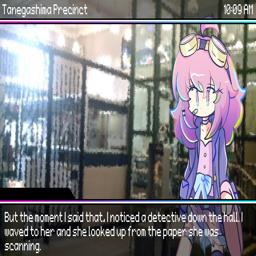 Tanegashima Precinct
10:09 AM
But the moment I said that, I noticed a detective down the hall. I
waved to her and she looked up from the paper she was
scanning.